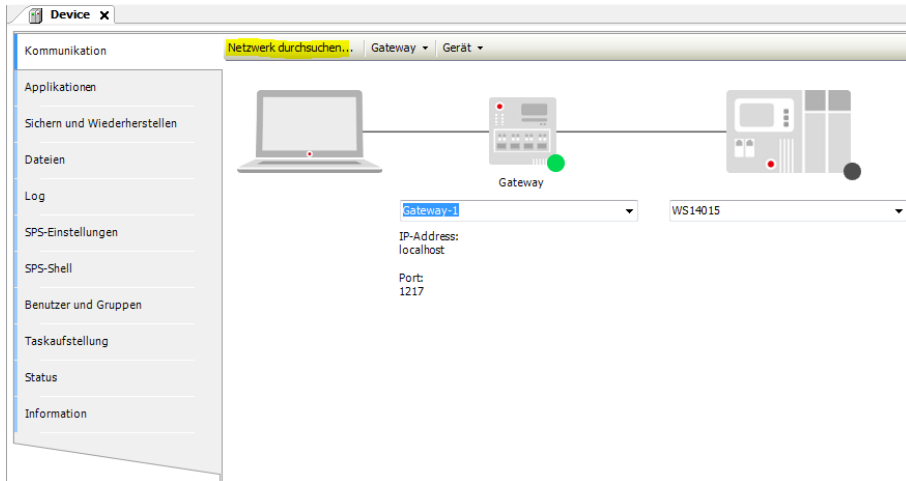 Device
Kommunikation
Netzwerk durchsuchen... Gateway Gerät
Applikationen
Sichern und Wiederherstellen
Dateien
Log
SPS-Einstellungen
SPS-Shell
Benutzer und Gruppen
Taskaufstellung
Status
Information
Gateway
Gateway-1
WS14015
IP-Address:
localhost
Port:
1217